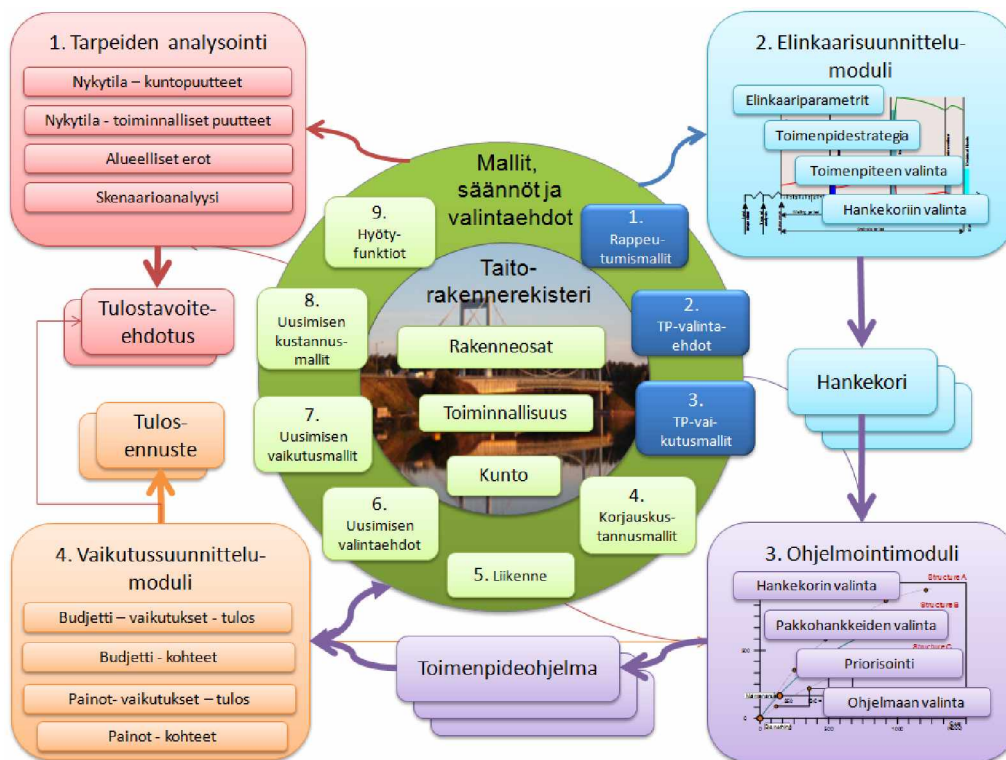 1. Tarpeiden analysointi
Nykytila – kuntopuutteet
Nykytila - toiminnalliset puutteet
Alueelliset erot
Skenaarioanalyysi
2. Elinkaarisuunnittelu-
moduli
Elinkaariparametrit
Toimenpidestrategia
Toimenpiteen valinta
Hankekoriin valinta
Mallit,
säännöt ja
valintaehdot
1.
Rappeu-
tumismallit
2.
TP-valinta-
ehdot
3.
TP-vai-
kutusmallit
4.
Korjauskus-
tannusmallit
5. Liikenne
6.
Uusimisen
valintaehdot
7.
Uusimisen
vaikutusmallit
8.
Uusimisen
kustannus-
mallit
9.
Hyöty-
funktiot
Taito-
rakennerekisteri
Rakenneosat
Toiminnallisuus
Kunto
Tulostavoite-
ehdotus
Tulos-
ennuste
Hankekori
4. Vaikutussuunnittelu-
moduli
Budjetti – vaikutukset - tulos
Budjetti - kohteet
Painot- vaikutukset – tulos
Painot - kohteet
Toimenpideohjelma
3. Ohjelmointimoduli
Hankekorin valinta
Structure A
Structure B
Pakkohankkeiden valinta
Structure C
Priorisointi
Ohjelmaan valinta